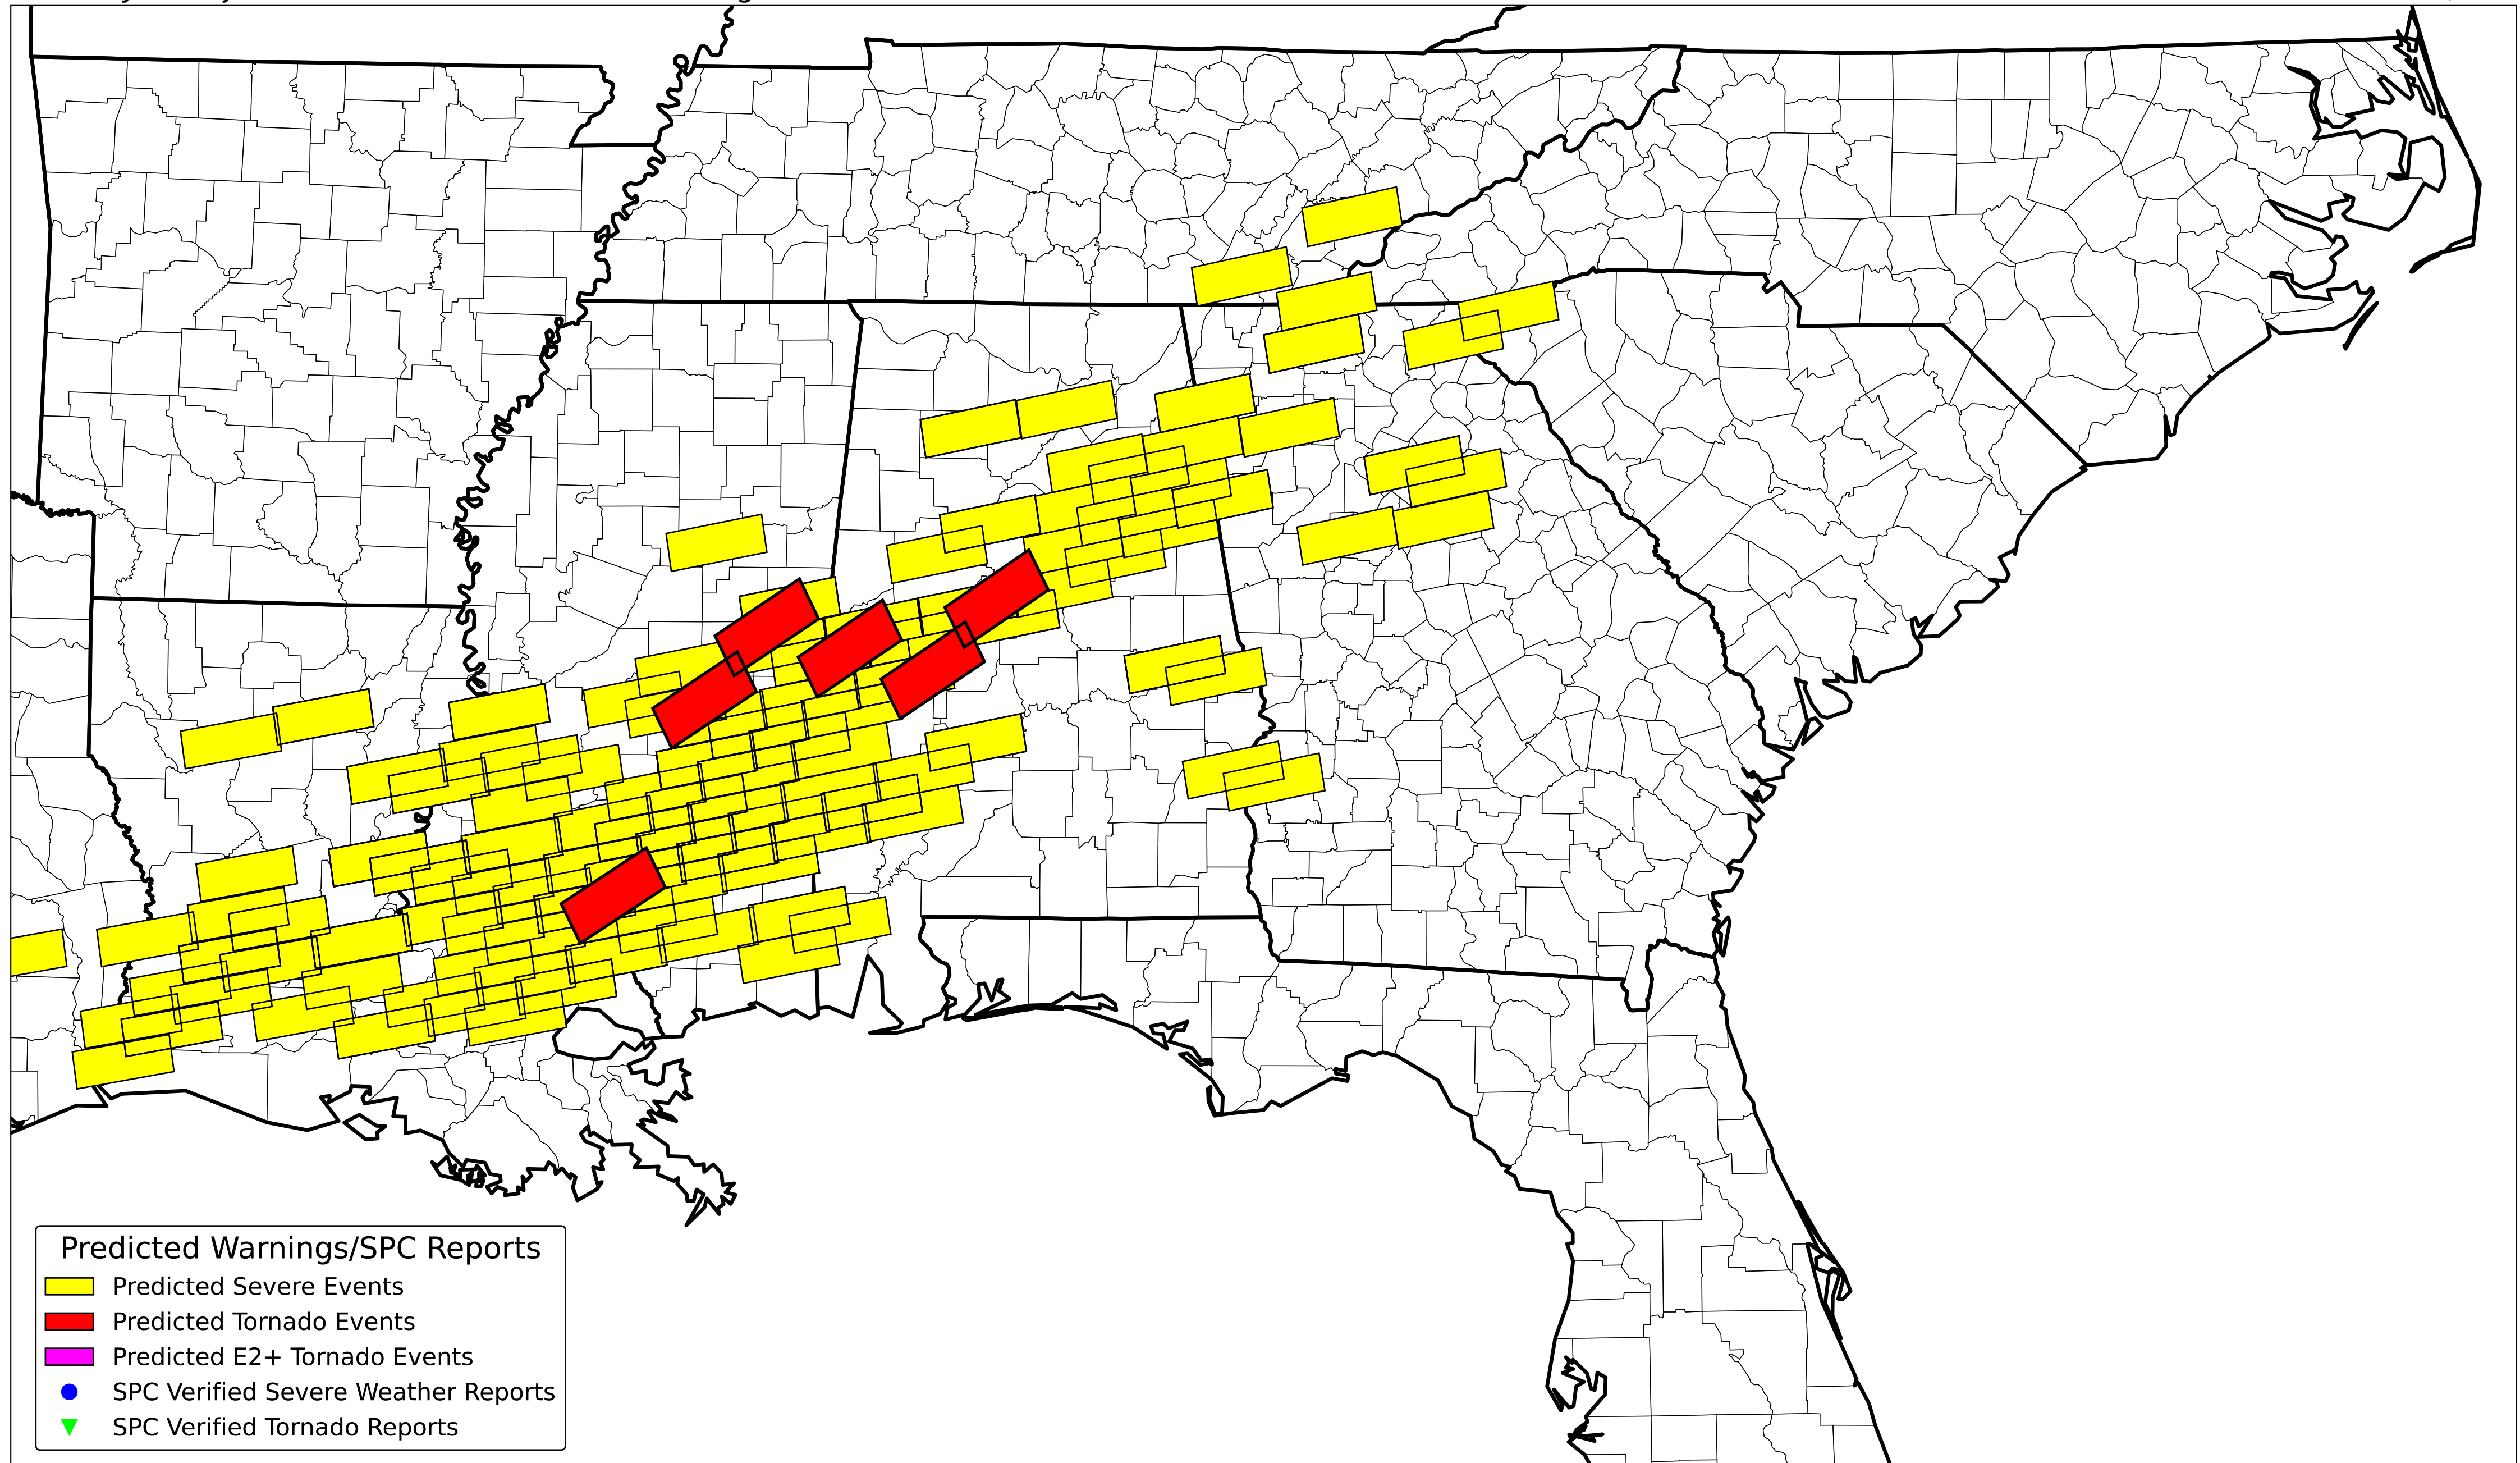 Predicted Warnings/SPC Reports
Predicted Severe Events
Predicted Tornado Events
Predicted E2+ Tornado Events
SPC Verified Severe Weather Reports
SPC Verified Tornado Reports